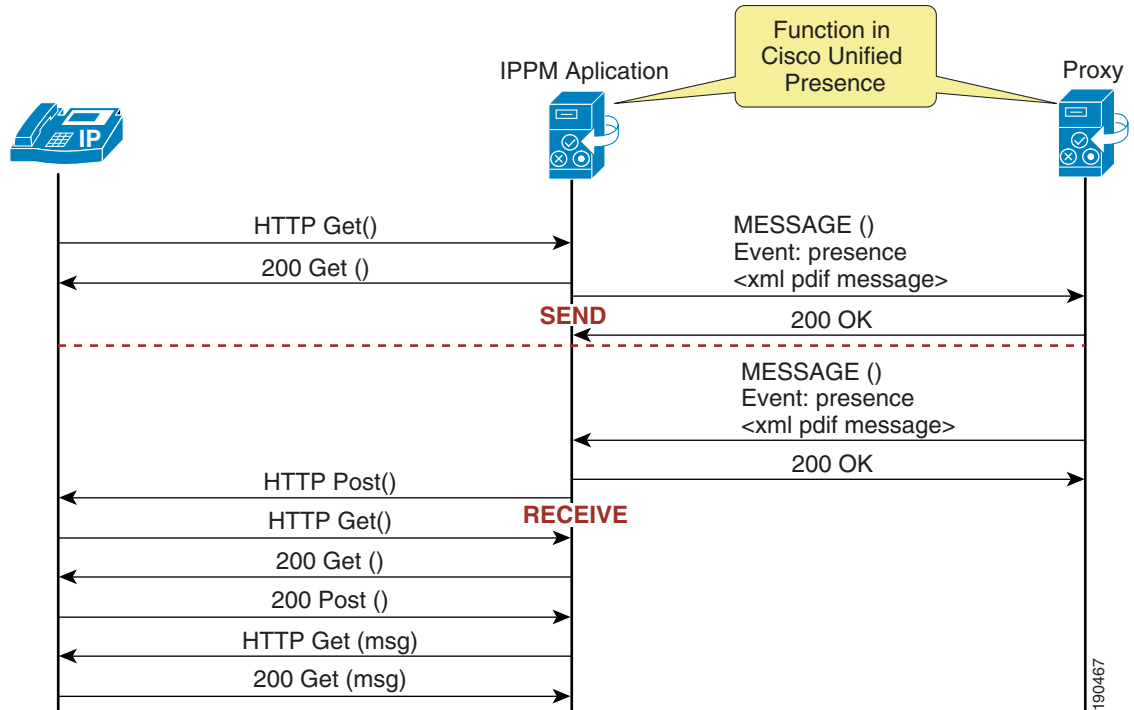 Function in
Cisco Unified
Presence
IPPM Aplication
Proxy
IP
HTTP Get()
MESSAGE ()
Event: presence
<xml pdif message>
200 Get ()
SEND
200 OK
MESSAGE ()
Event: presence
<xml pdif message>
200 OK
HTTP Post()
RECEIVE
HTTP Get()
200 Get ()
200 Post ()
HTTP Get (msg)
200 Get (msg)
190467